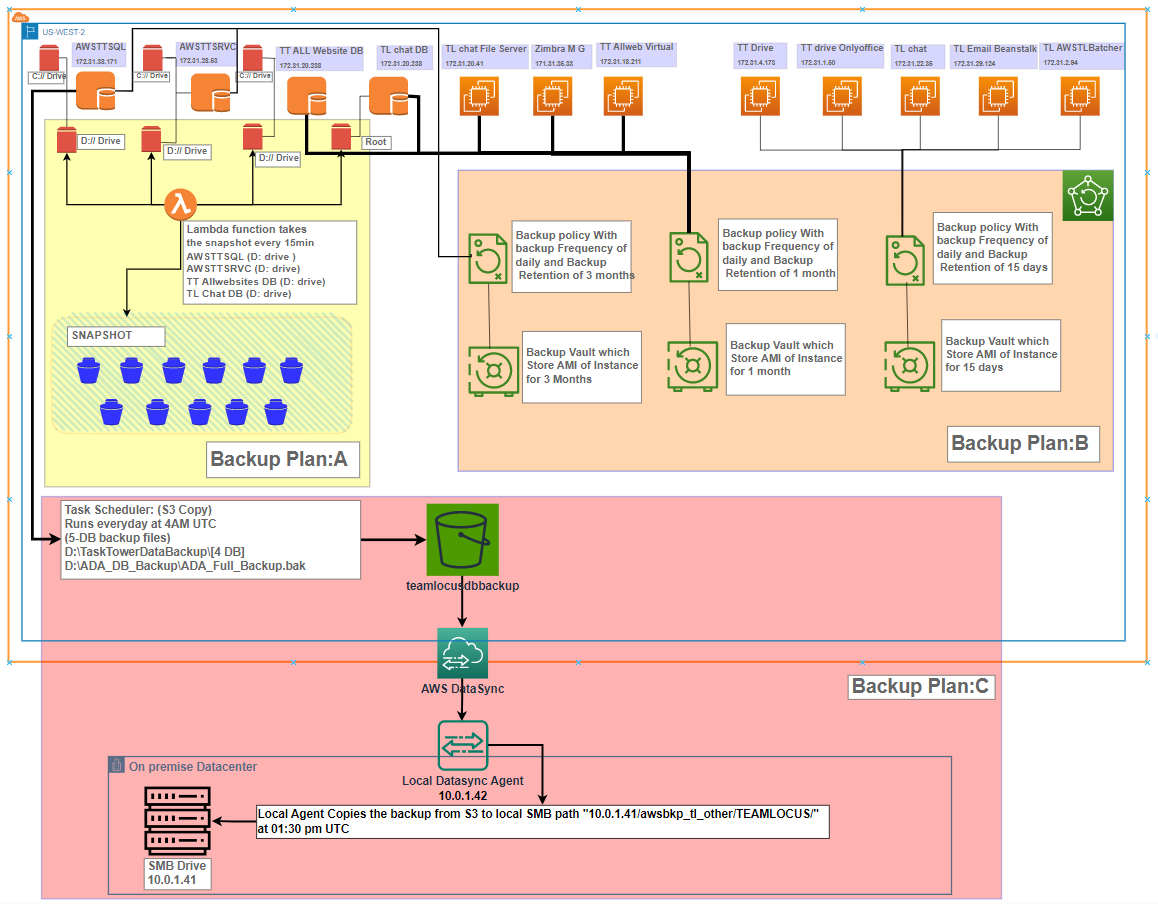 aws
US-WEST-2
AWSTTSQL
172.31.38.171
AWSTTSRVC
172.31.28.53
TT ALL Website DB
172.31.20.238
TL chat DB
172.31.20.238
TL chat File Server
172.31.20.41
Zimbra M G
171.31.35.33
TT Allweb Virtual
172.31.18.211
TT Drive
172.31.4.173
TT drive Onlyoffice
172.31.1.50
TL chat
172.31.22.35
TL Email Beanstalk
172.31.29.124
TL AWSTLBatcher
172.31.2.94
C:// Drive
C:// Drive
C:// Drive
D:// Drive
D:// Drive
D:// Drive
Root
Lambda function takes
the snapshot every 15min
AWSTTSQL (D: drive )
AWSTTSRVC (D: drive)
TT Allwebsites DB (D: drive)
TL Chat DB (D: drive)
SNAPSHOT
Backup Plan:A
Backup policy With
backup Frequency of
daily and Backup
Retention of 3 months
Backup policy With
backup Frequency of
daily and Backup
Retention of 1 month
Backup policy With
backup Frequency of
daily and Backup
Retention of 15 days
Backup Vault which
Store AMI of Instance
for 3 Months
Backup Vault which
Store AMI of Instance
for 1 month
Backup Vault which
Store AMI of Instance
for 15 days
Backup Plan:B
Task Scheduler: (S3 Copy)
Runs everyday at 4AM UTC
(5-DB backup files)
D:\TaskTowerDataBackup\[4 DB]
D:\ADA_DB_Backup\ADA_Full_Backup.bak
teamlocusdbbackup
AWS DataSync
Backup Plan:C
On premise Datacenter
Local Datasync Agent
10.0.1.42
Local Agent Copies the backup from S3 to local SMB path "10.0.1.41/awsbkp_tl_other/TEAMLOCUS/"
at 01:30 pm UTC
SMB Drive
10.0.1.41